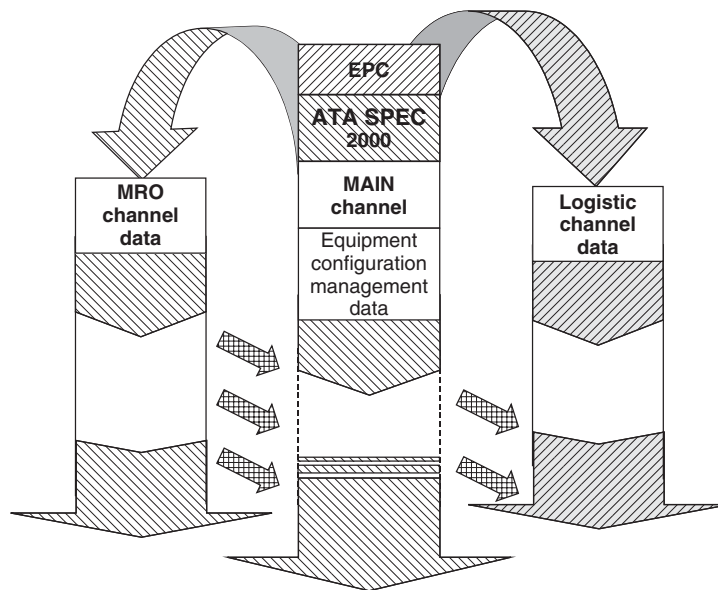 EPC
ATA SPEC
2000
MAIN
channel
Equipment
configuration
management
data
MRO
channel
data
Logistic
channel
data